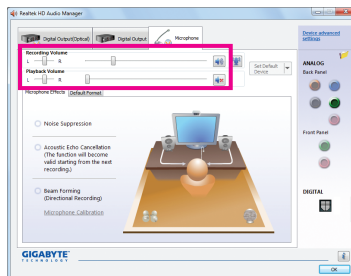 Realtek HD Audio Manager
Digital Output(Optical)
Digital Output
Microphone
Device advanced
settings
Recording Volume
L
R
Set Default
Device
Playback Volume
L
R
Microphone Effects
Default Format
Noise Suppression
Acoustic Echo Cancellation
(The function will become
valid starting from the next
recording.)
Beam Forming
(Directional Recording)
Microphone Calibration
ANALOG
Back Panel
Front Panel
DIGITAL
GIGABYTE
TECHNOLOGY
OK